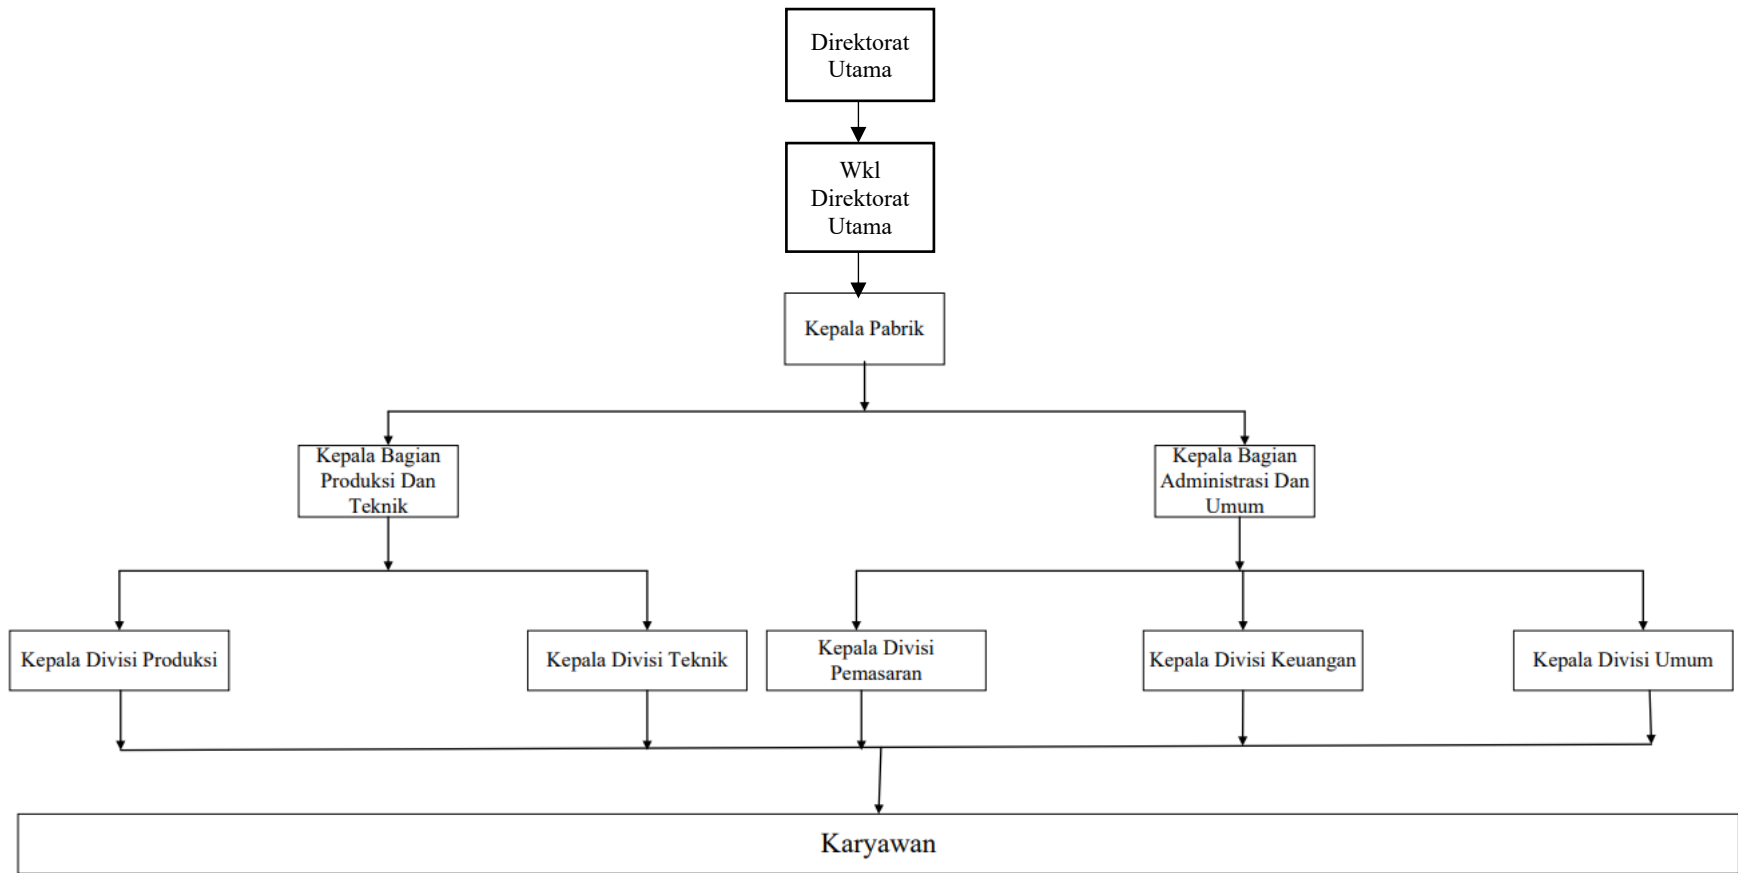 Direktorat
Utama
Wkl
Direktorat
Utama
Kepala Pabrik
Kepala Bagian
Produksi Dan
Teknik
Kepala Bagian
Administrasi Dan
Umum
Kepala Divisi Produksi
Kepala Divisi Teknik
Kepala Divisi
Pemasaran
Kepala Divisi Keuangan
Kepala Divisi Umum
Karyawan